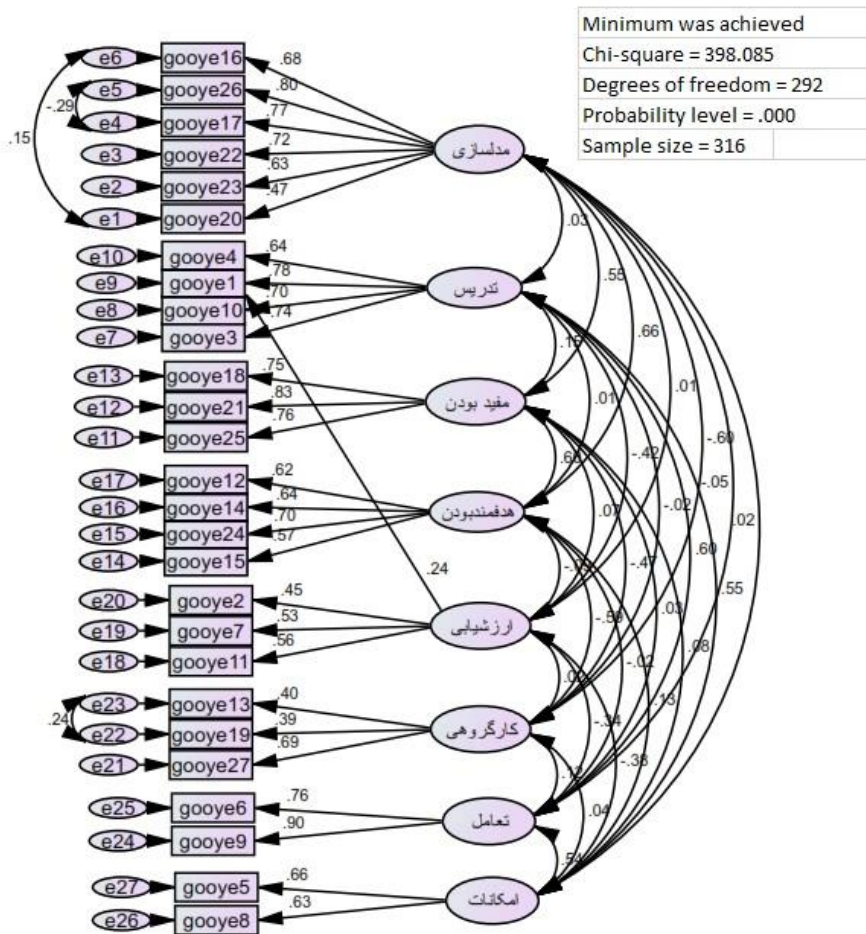 Minimum was achieved
Chi-square = 398.085
Degrees of freedom = 292
Probability level = .000
Sample size = 316
e6 gooye16 .68
e5 gooye26 .80
-.29
e4 gooye17 .77
.15
e3 gooye22 .72
مدلسازی
e2 gooye23 .63
e1 gooye20 .47
.03
e10 gooye4 .64
e9 gooye1 .78
.55
e8 gooye10 .70
تدریس
e7 gooye3 .74
.66
.15
.01
e13 gooye18 .75
e12 gooye21 .83
مفید بودن
.01
e11 gooye25 .76
-.42
-.60
-.05
e17 gooye12 .62
e16 gooye14 .64
هدفمندبودن
-.02
.02
e15 gooye24 .70
e14 gooye15 .57
-.47
.60
.24
.55
e20 gooye2 .45
.03
e19 gooye7 .53
ارزشیابی
e18 gooye11 .56
.08
-.02
.13
e23 gooye13 .40
.24
e22 gooye19 .39
کارگروهی
-.34
e21 gooye27 .69
-.38
.12
e25 gooye6 .76
.04
تعامل
e24 gooye9 .90
.54
e27 gooye5 .66
امکانات
e26 gooye8 .63